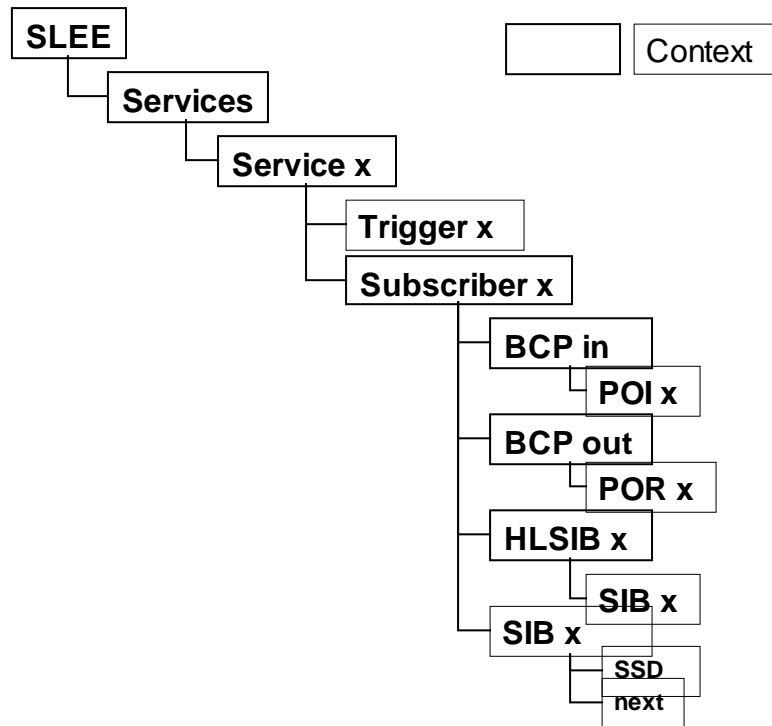 SLEE
Context
Services
Service x
Trigger x
Subscriber x
BCP in
POI x
BCP out
POR x
HLSIB x
SIB x
SIB x
SSD
next